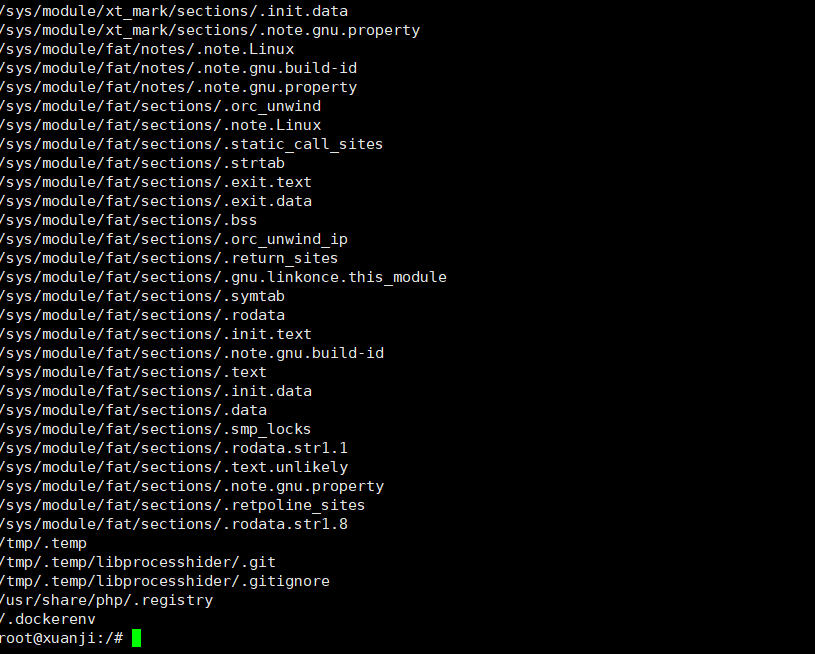 /sys/module/xt_mark/sections/.init.data
/sys/module/xt_mark/sections/.note.gnu.property
/sys/module/fat/notes/.note.Linux
/sys/module/fat/notes/.note.gnu.build-id
/sys/module/fat/notes/.note.gnu.property
/sys/module/fat/sections/.orc_unwind
/sys/module/fat/sections/.note.Linux
/sys/module/fat/sections/.static_call_sites
/sys/module/fat/sections/.strtab
/sys/module/fat/sections/.exit.text
/sys/module/fat/sections/.exit.data
/sys/module/fat/sections/.bss
/sys/module/fat/sections/.orc_unwind_ip
/sys/module/fat/sections/.return_sites
/sys/module/fat/sections/.gnu.linkonce.this_module
/sys/module/fat/sections/.symtab
/sys/module/fat/sections/.rodata
/sys/module/fat/sections/.init.text
/sys/module/fat/sections/.note.gnu.build-id
/sys/module/fat/sections/.text
/sys/module/fat/sections/.init.data
/sys/module/fat/sections/.data
/sys/module/fat/sections/.smp_locks
/sys/module/fat/sections/.rodata.str1.1
/sys/module/fat/sections/.text.unlikely
/sys/module/fat/sections/.note.gnu.property
/sys/module/fat/sections/.retpoline_sites
/sys/module/fat/sections/.rodata.str1.8
/tmp/.temp
/tmp/.temp/libprocesshider/.git
/tmp/.temp/libprocesshider/.gitignore
/usr/share/php/.registry
/.dockerenv
root@xuanji:/#